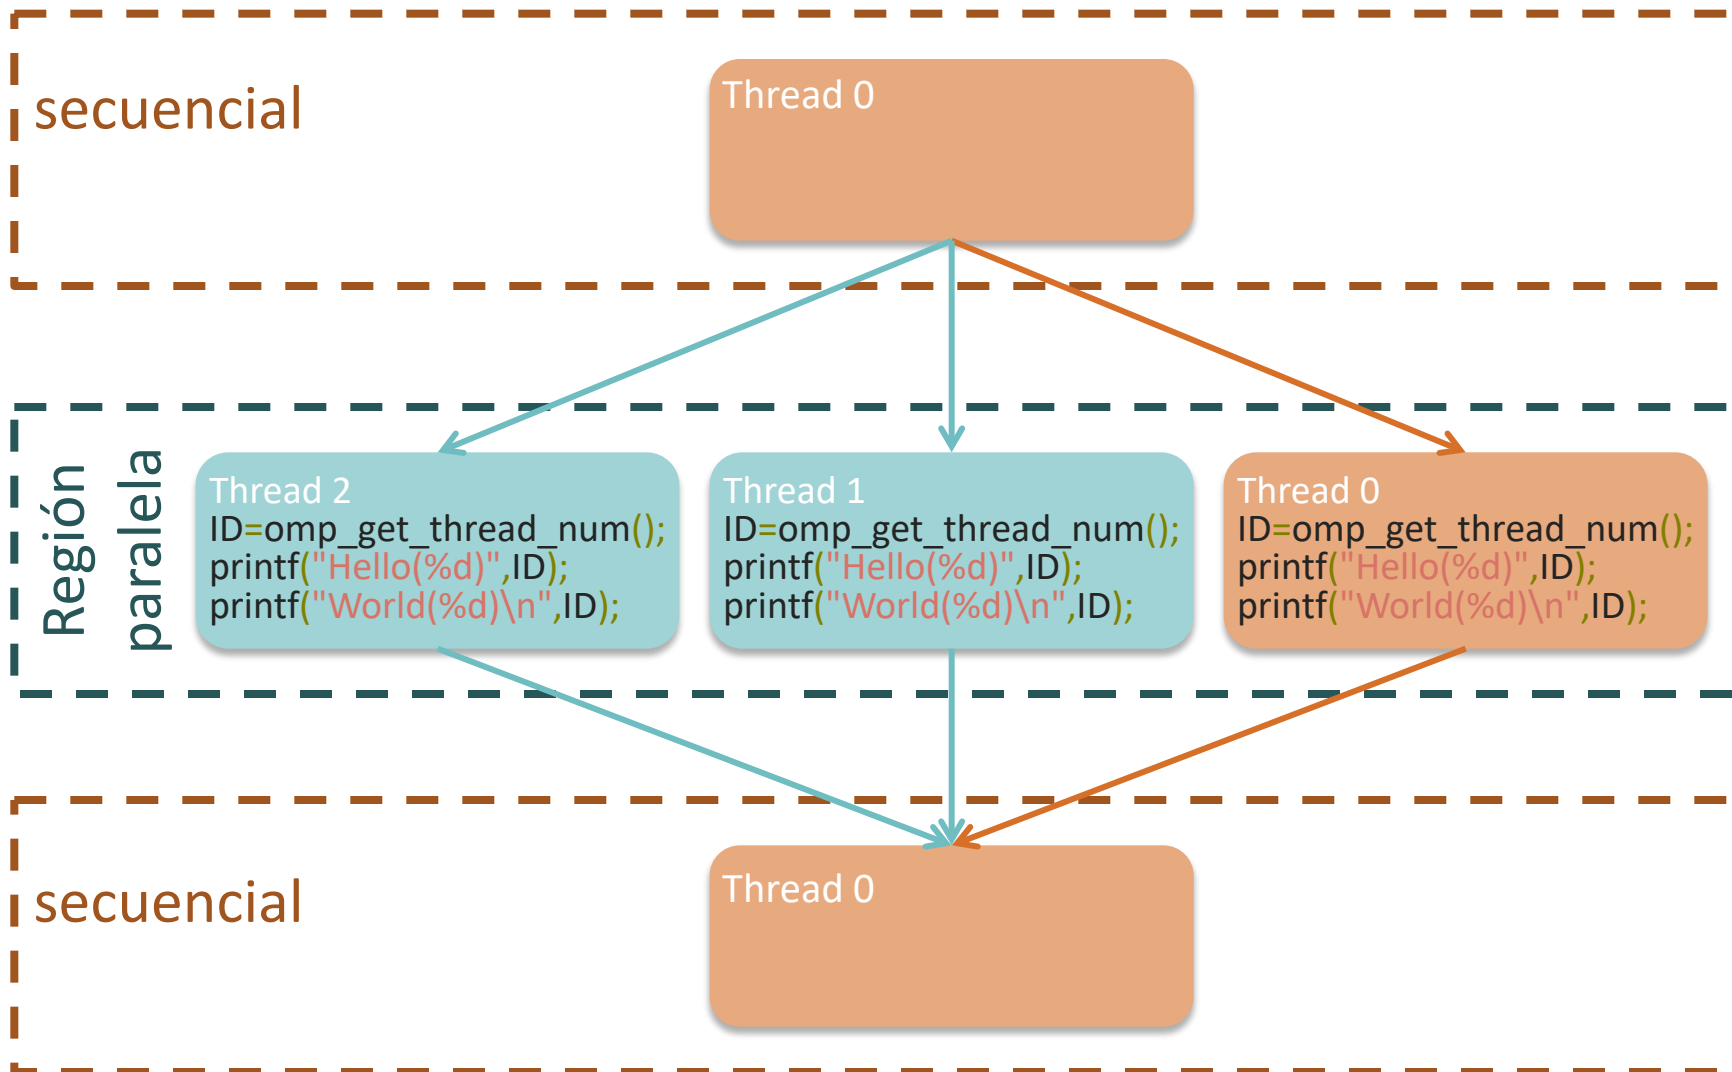 secuencial
Thread 0
Región
paralela
Thread 2
ID=omp_get_thread_num();
printf("Hello(%d)",ID);
printf("World(%d)\n",ID);
Thread 1
ID=omp_get_thread_num();
printf("Hello(%d)",ID);
printf("World(%d)\n",ID);
Thread 0
ID=omp_get_thread_num();
printf("Hello(%d)",ID);
printf("World(%d)\n",ID);
secuencial
Thread 0